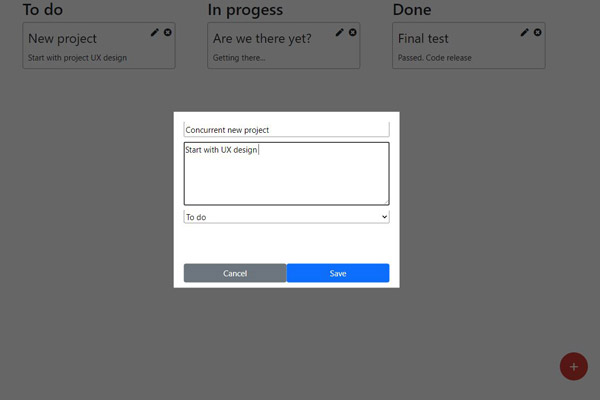 To do
In progess
Done
New project
Start with project UX design
Are we there yet?
Getting there...
Final test
Passed. Code release
Concurrent new project
Start with UX design
To do
Cancel
Save
+